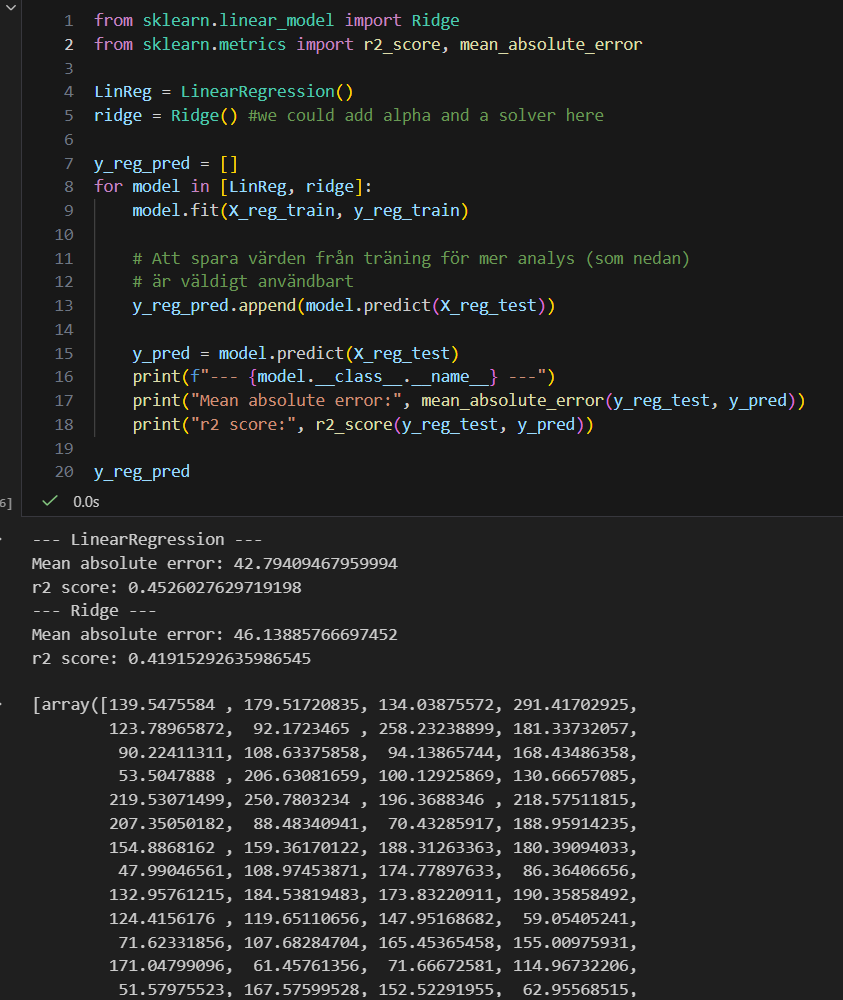 1 from sklearn.linear_model import Ridge
2 from sklearn.metrics import r2_score, mean_absolute_error
3
4 LinReg = LinearRegression()
5 ridge = Ridge() #we could add alpha and a solver here
6
7 y_reg_pred = []
8 for model in [LinReg, ridge]:
9     model.fit(X_reg_train, y_reg_train)
10
11     # Att spara värden från träning för mer analys (som nedan)
12     # är väldigt användbart
13     y_reg_pred.append(model.predict(X_reg_test))
14
15     y_pred = model.predict(X_reg_test)
16     print(f"--- {model.__class__.__name__} ---")
17     print("Mean absolute error:", mean_absolute_error(y_reg_test, y_pred))
18     print("r2 score:", r2_score(y_reg_test, y_pred))
19
20 y_reg_pred
6] 0.0s
--- LinearRegression ---
Mean absolute error: 42.79409467959994
r2 score: 0.4526027629719198
--- Ridge ---
Mean absolute error: 46.13885766697452
r2 score: 0.41915292635986545
[array([139.5475584 , 179.51720835, 134.03875572, 291.41702925,
123.78965872,  92.1723465 , 258.23238899, 181.33732057,
90.22411311, 108.63375858,  94.13865744, 168.43486358,
53.5047888 , 206.63081659, 100.12925869, 130.66657085,
219.53071499, 250.7803234 , 196.3688346 , 218.57511815,
207.35050182,  88.48340941,  70.43285917, 188.95914235,
154.8868162 , 159.36170122, 188.31263363, 180.39094033,
47.99046561, 108.97453871, 174.77897633,  86.36406656,
132.95761215, 184.53819483, 173.83220911, 190.35858492,
124.4156176 , 119.65110656, 147.95168682,  59.05405241,
71.62331856, 107.68284704, 165.45365458, 155.00975931,
171.04799096,  61.45761356,  71.66672581, 114.96732206,
51.57975523, 167.57599528, 152.52291955,  62.95568515,